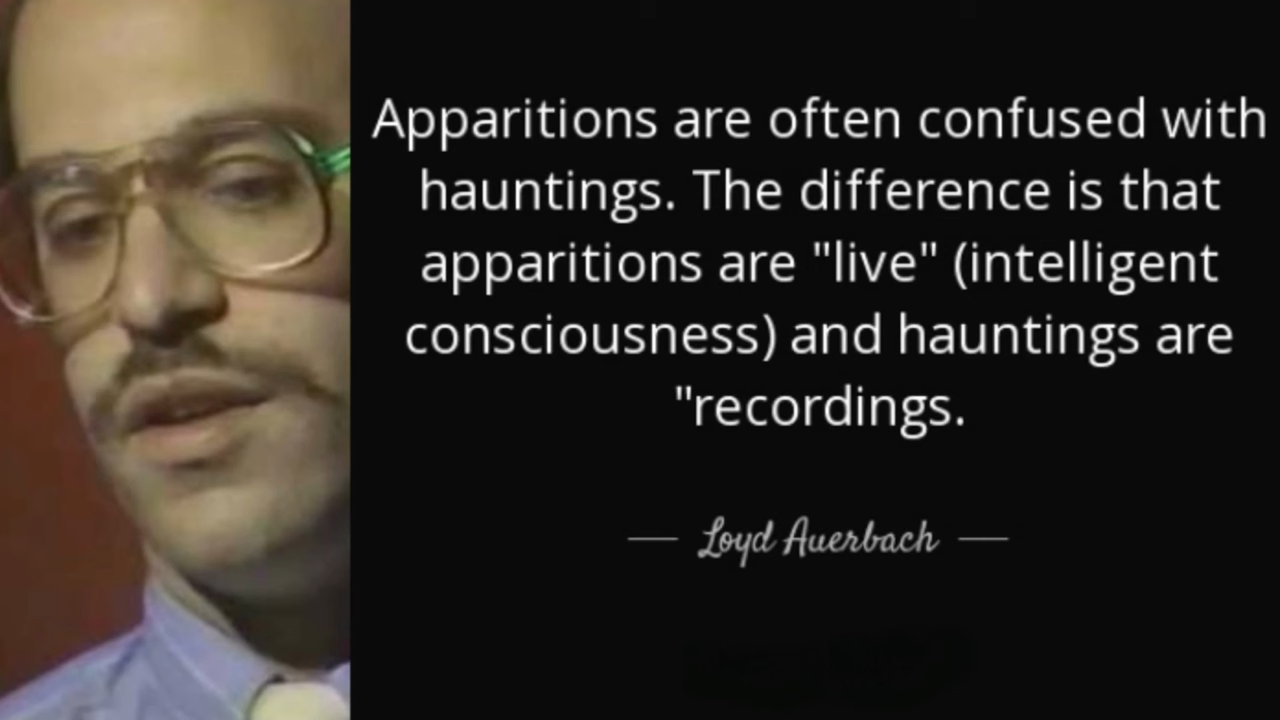 Apparitions are often confused with
hauntings. The difference is that
apparitions are "live" (intelligent
consciousness) and hauntings are
"recordings.
Loyd Auerbach